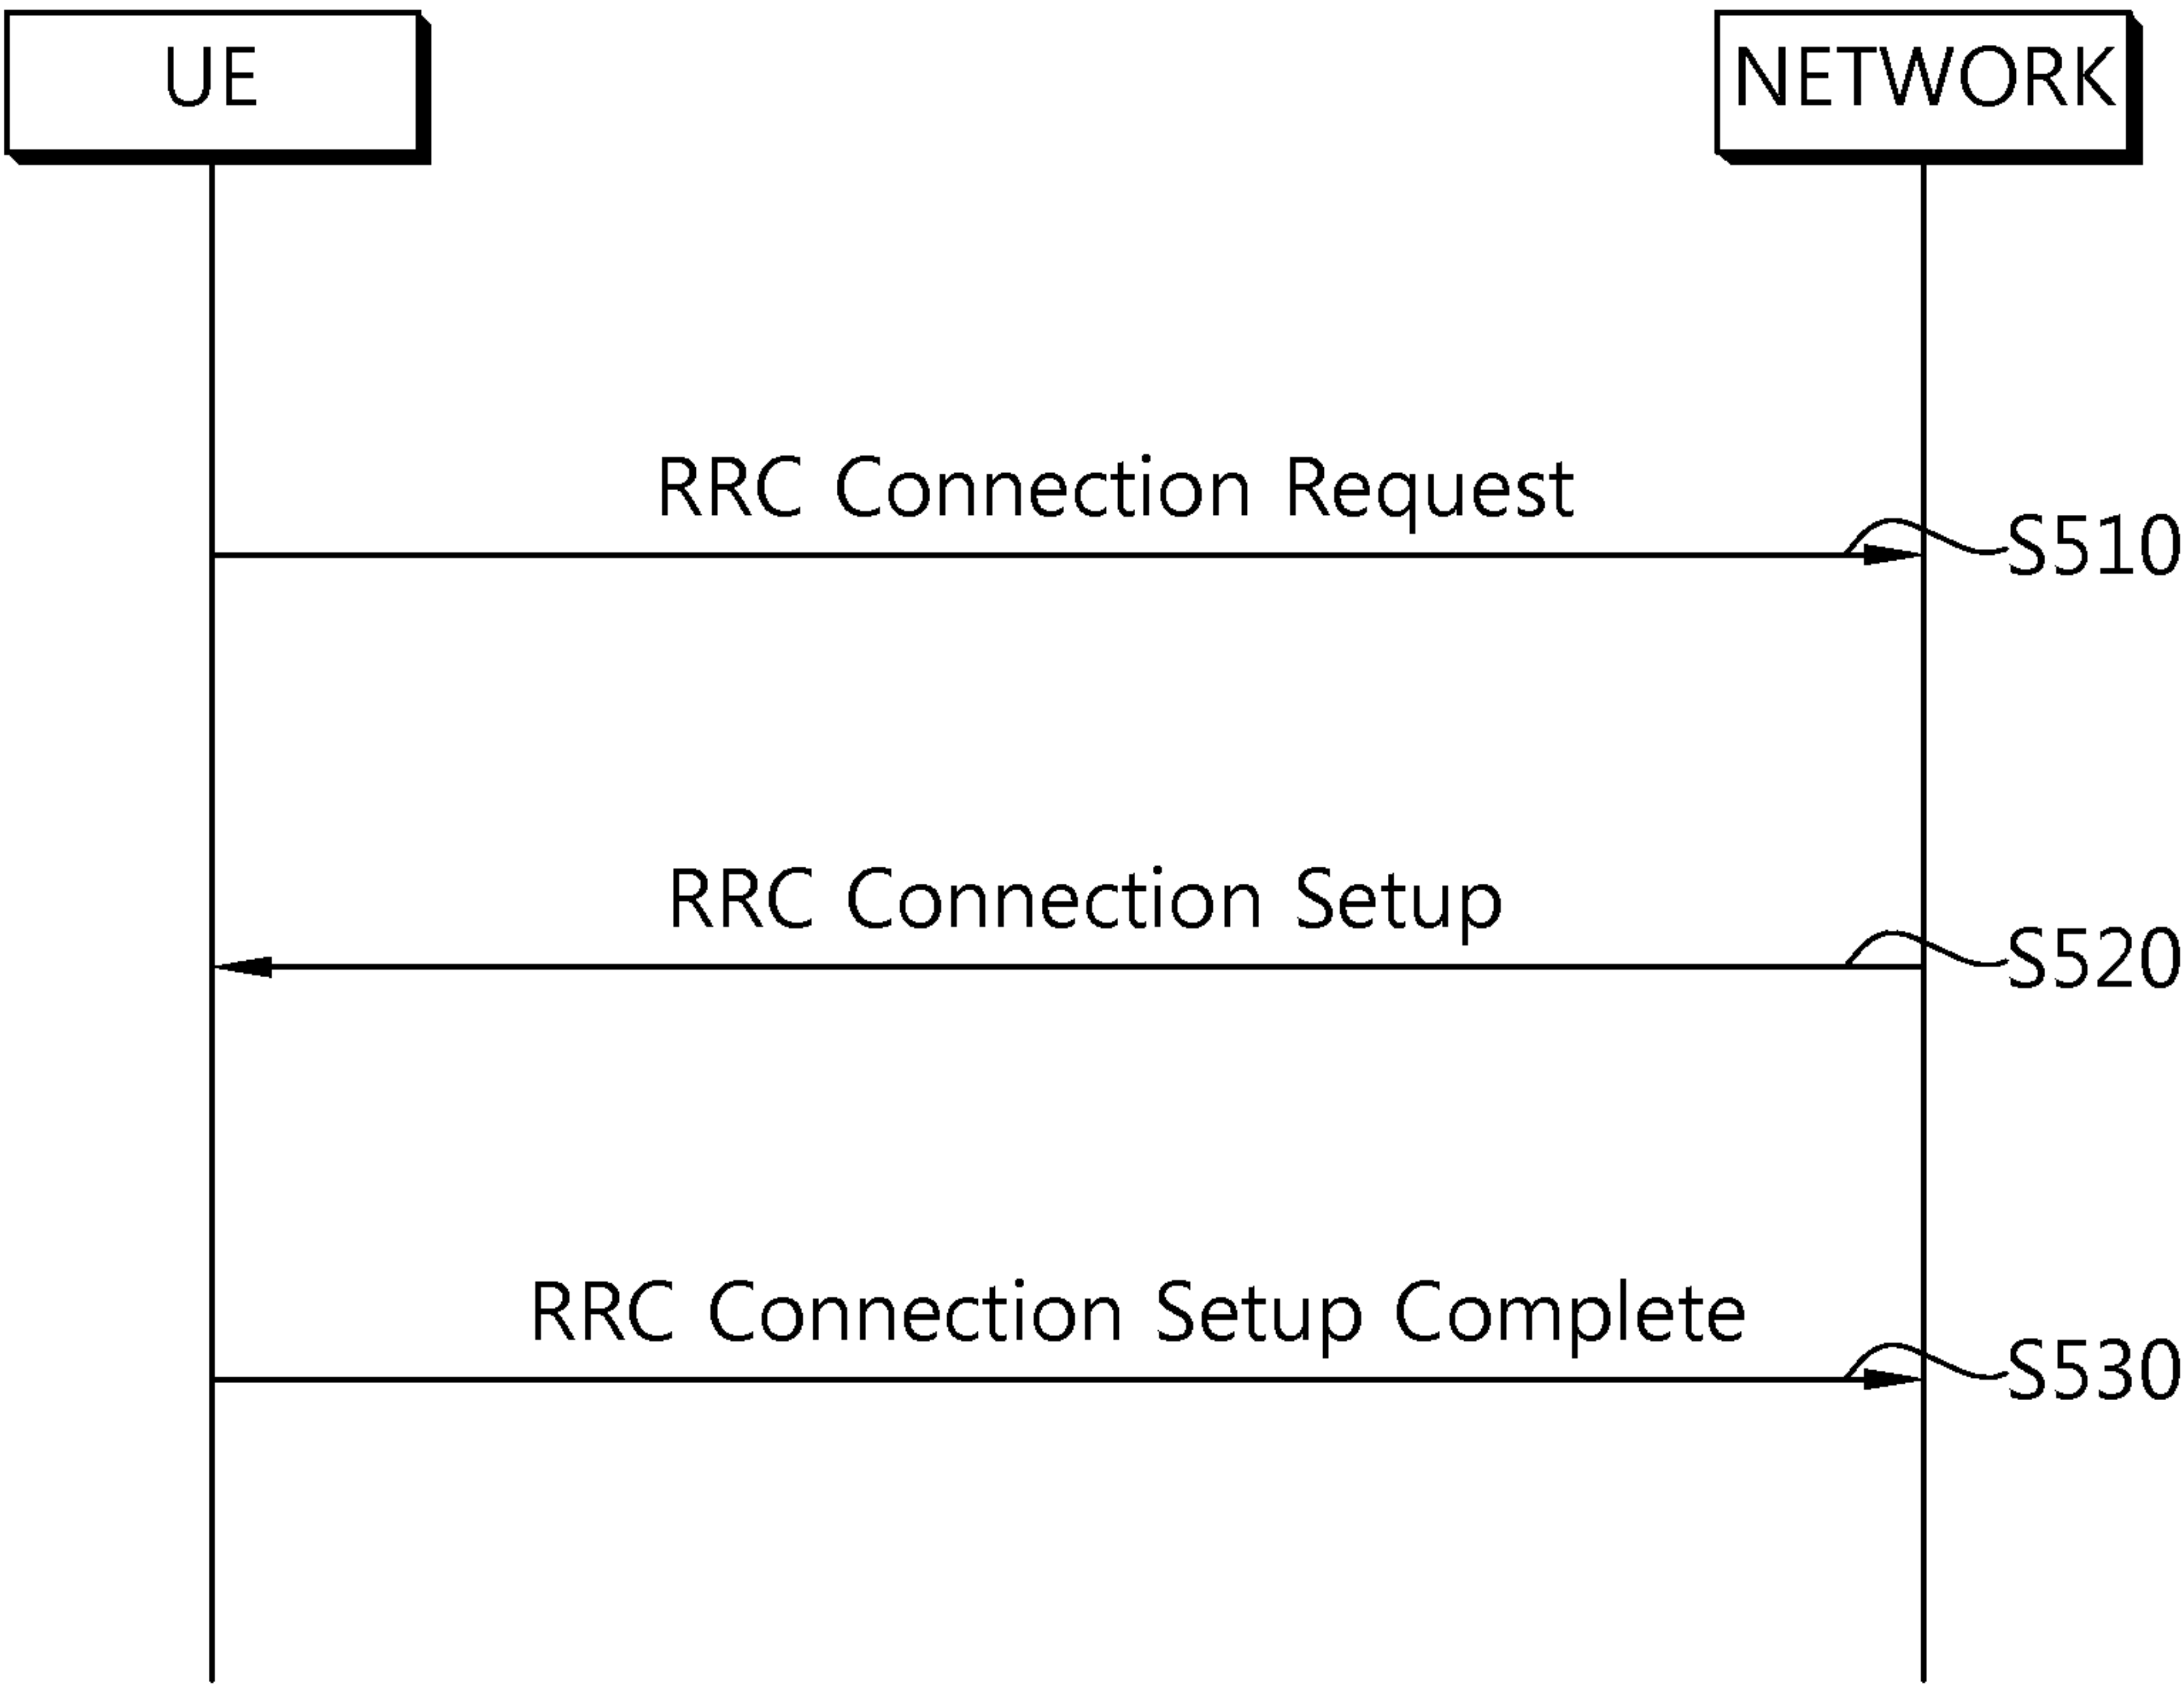 UE
NETWORK
RRC Connection Request
S510
RRC Connection Setup
S520
RRC Connection Setup Complete
S530